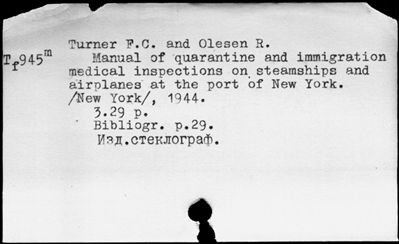 Turner F.C. and Olesen R.
Tf945m Manual of quarantine and immigration
medical inspections on steamships and
airplanes at the port of New York.
/New York/, 1944.
3.29 p.
Bibliogr. p.29.
Изд.стеклограф.